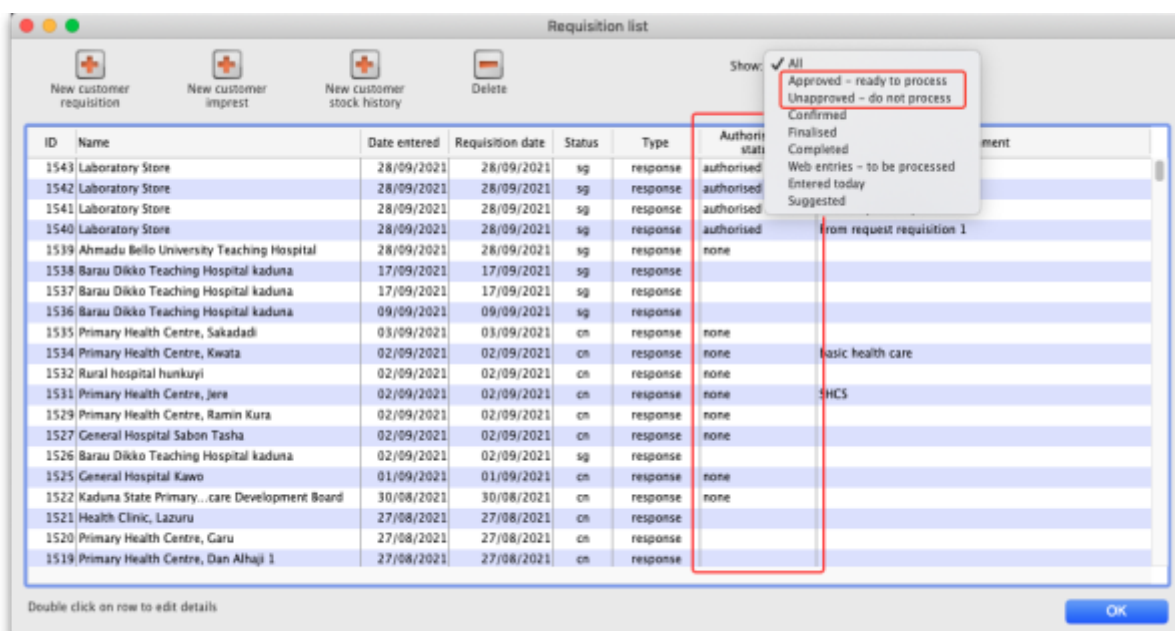 Requisition list
New customer
requisition
New customer
imprest
New customer
stock history
Delete
Show: ✓ All
Approved – ready to process
Unapproved – do not process
Confirmed
Finalised
Completed
Web entries – to be processed
Entered today
Suggested
ID Name Date entered Requisition date Status Type
1543 Laboratory Store 28/09/2021 28/09/2021 sg response authorised
1542 Laboratory Store 28/09/2021 28/09/2021 sg response authorised
1541 Laboratory Store 28/09/2021 28/09/2021 sg response authorised
1540 Laboratory Store 28/09/2021 28/09/2021 sg response authorised From request requisition 1
1539 Ahmadu Bello University Teaching Hospital 28/09/2021 28/09/2021 sg response none
1538 Barau Dikko Teaching Hospital kaduna 17/09/2021 17/09/2021 sg response
1537 Barau Dikko Teaching Hospital kaduna 17/09/2021 17/09/2021 sg response
1536 Barau Dikko Teaching Hospital kaduna 09/09/2021 09/09/2021 sg response
1535 Primary Health Centre, Sakadadi 03/09/2021 03/09/2021 cn response none
1534 Primary Health Centre, Kwata 02/09/2021 02/09/2021 cn response none basic health care
1532 Rural hospital hunkuyi 02/09/2021 02/09/2021 cn response none
1531 Primary Health Centre, Jere 02/09/2021 02/09/2021 cn response none SHCS
1529 Primary Health Centre, Ramin Kura 02/09/2021 02/09/2021 cn response none
1527 General Hospital Sabon Tasha 02/09/2021 02/09/2021 cn response none
1526 Barau Dikko Teaching Hospital kaduna 02/09/2021 02/09/2021 sg response
1525 General Hospital Kawo 01/09/2021 01/09/2021 cn response none
1522 Kaduna State Primary...care Development Board 30/08/2021 30/08/2021 cn response none
1521 Health Clinic, Lazuru 27/08/2021 27/08/2021 cn response
1520 Primary Health Centre, Garu 27/08/2021 27/08/2021 cn response
1519 Primary Health Centre, Dan Alhaji 1 27/08/2021 27/08/2021 cn response
Double click on row to edit details
OK